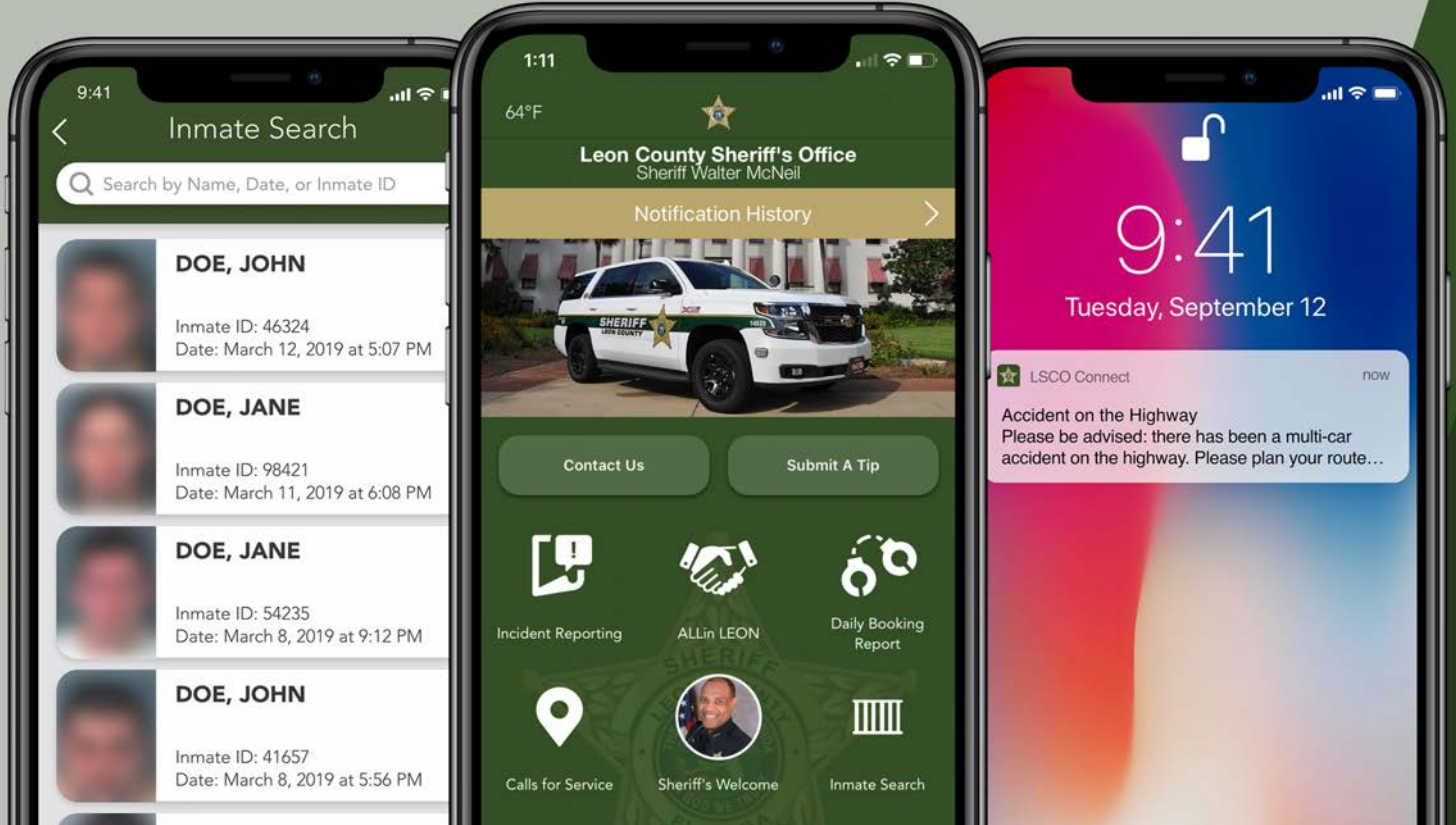 9:41
Inmate Search
Search by Name, Date, or Inmate ID
DOE, JOHN
Inmate ID: 46324
Date: March 12, 2019 at 5:07 PM
DOE, JANE
Inmate ID: 98421
Date: March 11, 2019 at 6:08 PM
DOE, JANE
Inmate ID: 54235
Date: March 8, 2019 at 9:12 PM
DOE, JOHN
Inmate ID: 41657
Date: March 8, 2019 at 5:56 PM
1:11
64°F
Leon County Sheriff's Office
Sheriff Walter McNeil
Notification History
SHERIFF
LEON COUNTY
Contact Us
Submit A Tip
Incident Reporting
ALLin LEON
Daily Booking
Report
SHERIFF
Calls for Service
Sheriff's Welcome
Inmate Search
9:41
Tuesday, September 12
LSCO Connect
now
Accident on the Highway
Please be advised: there has been a multi-car
accident on the highway. Please plan your route...